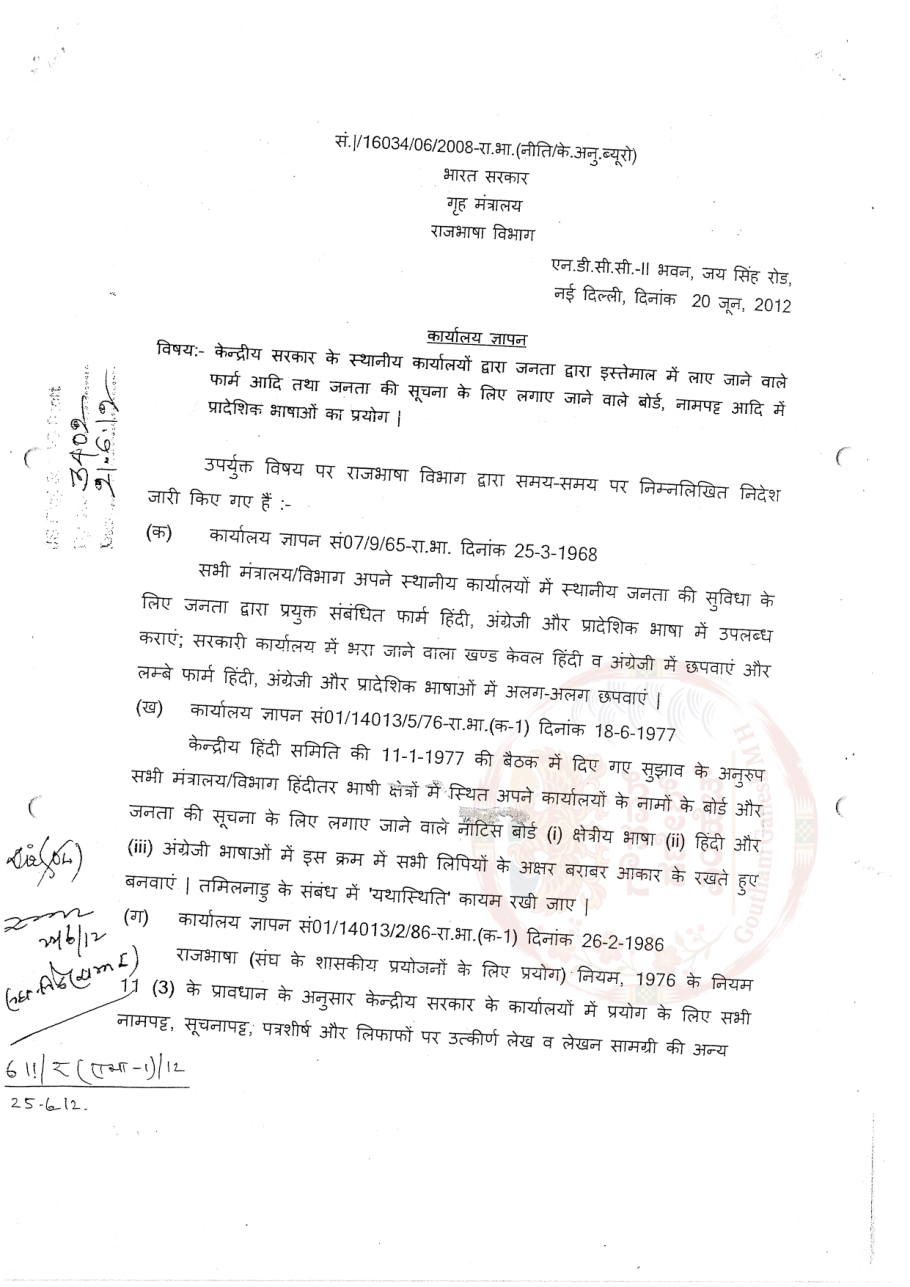 सं.|/16034/06/2008-रा.भा.(नीति/के.अनु.ब्यूरो)
भारत सरकार
गृह मंत्रालय
राजभाषा विभाग
एन.डी.सी.सी.-II भवन, जय सिंह रोड,
नई दिल्ली, दिनांक 20 जून, 2012
कार्यालय ज्ञापन
विषय:- केन्द्रीय सरकार के स्थानीय कार्यालयों द्वारा जनता द्वारा इस्तेमाल में लाए जाने वाले
फार्म आदि तथा जनता की सूचना के लिए लगाए जाने वाले बोर्ड, नामपट्ट आदि में
प्रादेशिक भाषाओं का प्रयोग |
3402
21.6.12
उपर्युक्त विषय पर राजभाषा विभाग द्वारा समय-समय पर निम्नलिखित निदेश
जारी किए गए हैं :-
(क) कार्यालय ज्ञापन सं07/9/65-रा.भा. दिनांक 25-3-1968
सभी मंत्रालय/विभाग अपने स्थानीय कार्यालयों में स्थानीय जनता की सुविधा के
लिए जनता द्वारा प्रयुक्त संबंधित फार्म हिंदी, अंग्रेजी और प्रादेशिक भाषा में उपलब्ध
कराएं; सरकारी कार्यालय में भरा जाने वाला खण्ड केवल हिंदी व अंग्रेजी में छपवाएं और
लम्बे फार्म हिंदी, अंग्रेजी और प्रादेशिक भाषाओं में अलग-अलग छपवाएं |
(ख) कार्यालय ज्ञापन सं01/14013/5/76-रा.भा.(क-1) दिनांक 18-6-1977
केन्द्रीय हिंदी समिति की 11-1-1977 की बैठक में दिए गए सुझाव के अनुरुप
सभी मंत्रालय/विभाग हिंदीतर भाषी क्षेत्रों में स्थित अपने कार्यालयों के नामों के बोर्ड और
जनता की सूचना के लिए लगाए जाने वाले नोटिस बोर्ड (i) क्षेत्रीय भाषा (ii) हिंदी और
(iii) अंग्रेजी भाषाओं में इस क्रम में सभी लिपियों के अक्षर बराबर आकार के रखते हुए
बनवाएं | तमिलनाडु के संबंध में 'यथास्थिति' कायम रखी जाए |
(ग) कार्यालय ज्ञापन सं01/14013/2/86-रा.भा.(क-1) दिनांक 26-2-1986
राजभाषा (संघ के शासकीय प्रयोजनों के लिए प्रयोग) नियम, 1976 के नियम
11 (3) के प्रावधान के अनुसार केन्द्रीय सरकार के कार्यालयों में प्रयोग के लिए सभी
नामपट्ट, सूचनापट्ट, पत्रशीर्ष और लिफाफों पर उत्कीर्ण लेख व लेखन सामग्री की अन्य
25-6-12.